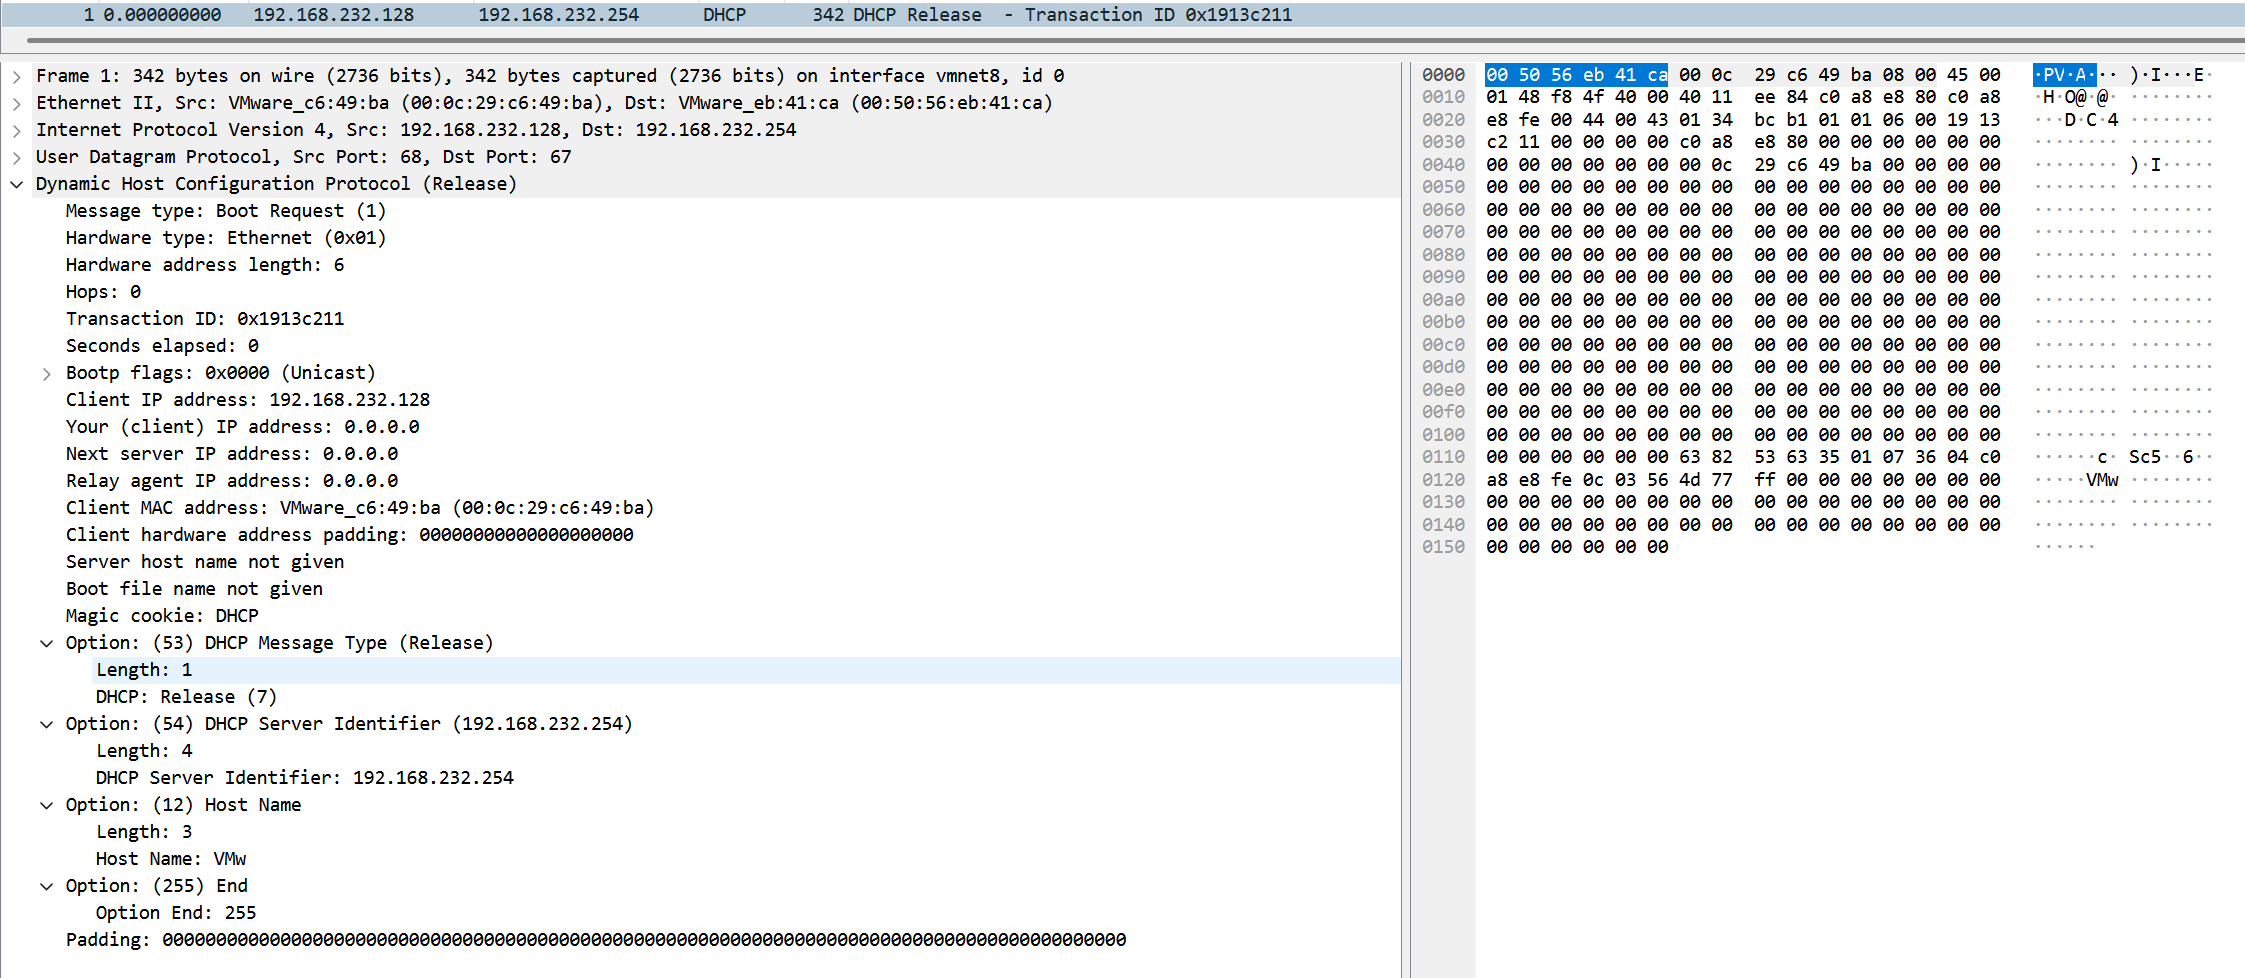 1 0.000000000 192.168.232.128 192.168.232.254 DHCP 342 DHCP Release - Transaction ID 0x1913c211
Frame 1: 342 bytes on wire (2736 bits), 342 bytes captured (2736 bits) on interface vmnet8, id 0
Ethernet II, Src: VMware_c6:49:ba (00:0c:29:c6:49:ba), Dst: VMware_eb:41:ca (00:50:56:eb:41:ca)
Internet Protocol Version 4, Src: 192.168.232.128, Dst: 192.168.232.254
User Datagram Protocol, Src Port: 68, Dst Port: 67
Dynamic Host Configuration Protocol (Release)
Message type: Boot Request (1)
Hardware type: Ethernet (0x01)
Hardware address length: 6
Hops: 0
Transaction ID: 0x1913c211
Seconds elapsed: 0
Bootp flags: 0x0000 (Unicast)
Client IP address: 192.168.232.128
Your (client) IP address: 0.0.0.0
Next server IP address: 0.0.0.0
Relay agent IP address: 0.0.0.0
Client MAC address: VMware_c6:49:ba (00:0c:29:c6:49:ba)
Client hardware address padding: 00000000000000000000
Server host name not given
Boot file name not given
Magic cookie: DHCP
Option: (53) DHCP Message Type (Release)
Length: 1
DHCP: Release (7)
Option: (54) DHCP Server Identifier (192.168.232.254)
Length: 4
DHCP Server Identifier: 192.168.232.254
Option: (12) Host Name
Length: 3
Host Name: VMw
Option: (255) End
Option End: 255
Padding: 000000000000000000000000000000000000000000000000000000000000000000000000000000000000000000
0000 00 50 56 eb 41 ca 00 0c 29 c6 49 ba 08 00 45 00 ·PV·A··· )·I···E·
0010 01 48 f8 4f 40 00 40 11 ee 84 c0 a8 e8 80 c0 a8 ·H·O@·@· ········
0020 e8 fe 00 44 00 43 01 34 bc b1 01 01 06 00 19 13 ···D·C·4 ········
0030 c2 11 00 00 00 00 c0 a8 e8 80 00 00 00 00 00 00 ········ ········
0040 00 00 00 00 00 00 00 0c 29 c6 49 ba 00 00 00 00 ········ )·I·····
0050 00 00 00 00 00 00 00 00 00 00 00 00 00 00 00 00 ········ ········
0060 00 00 00 00 00 00 00 00 00 00 00 00 00 00 00 00 ········ ········
0070 00 00 00 00 00 00 00 00 00 00 00 00 00 00 00 00 ········ ········
0080 00 00 00 00 00 00 00 00 00 00 00 00 00 00 00 00 ········ ········
0090 00 00 00 00 00 00 00 00 00 00 00 00 00 00 00 00 ········ ········
00a0 00 00 00 00 00 00 00 00 00 00 00 00 00 00 00 00 ········ ········
00b0 00 00 00 00 00 00 00 00 00 00 00 00 00 00 00 00 ········ ········
00c0 00 00 00 00 00 00 00 00 00 00 00 00 00 00 00 00 ········ ········
00d0 00 00 00 00 00 00 00 00 00 00 00 00 00 00 00 00 ········ ········
00e0 00 00 00 00 00 00 00 00 00 00 00 00 00 00 00 00 ········ ········
00f0 00 00 00 00 00 00 00 00 00 00 00 00 00 00 00 00 ········ ········
0100 00 00 00 00 00 00 00 00 00 00 00 00 00 00 00 00 ········ ········
0110 00 00 00 00 00 00 63 82 53 63 35 01 07 36 04 c0 ······c· Sc5··6··
0120 a8 e8 fe 0c 03 56 4d 77 ff 00 00 00 00 00 00 00 ·····VMw ········
0130 00 00 00 00 00 00 00 00 00 00 00 00 00 00 00 00 ········ ········
0140 00 00 00 00 00 00 00 00 00 00 00 00 00 00 00 00 ········ ········
0150 00 00 00 00 00 00 ······